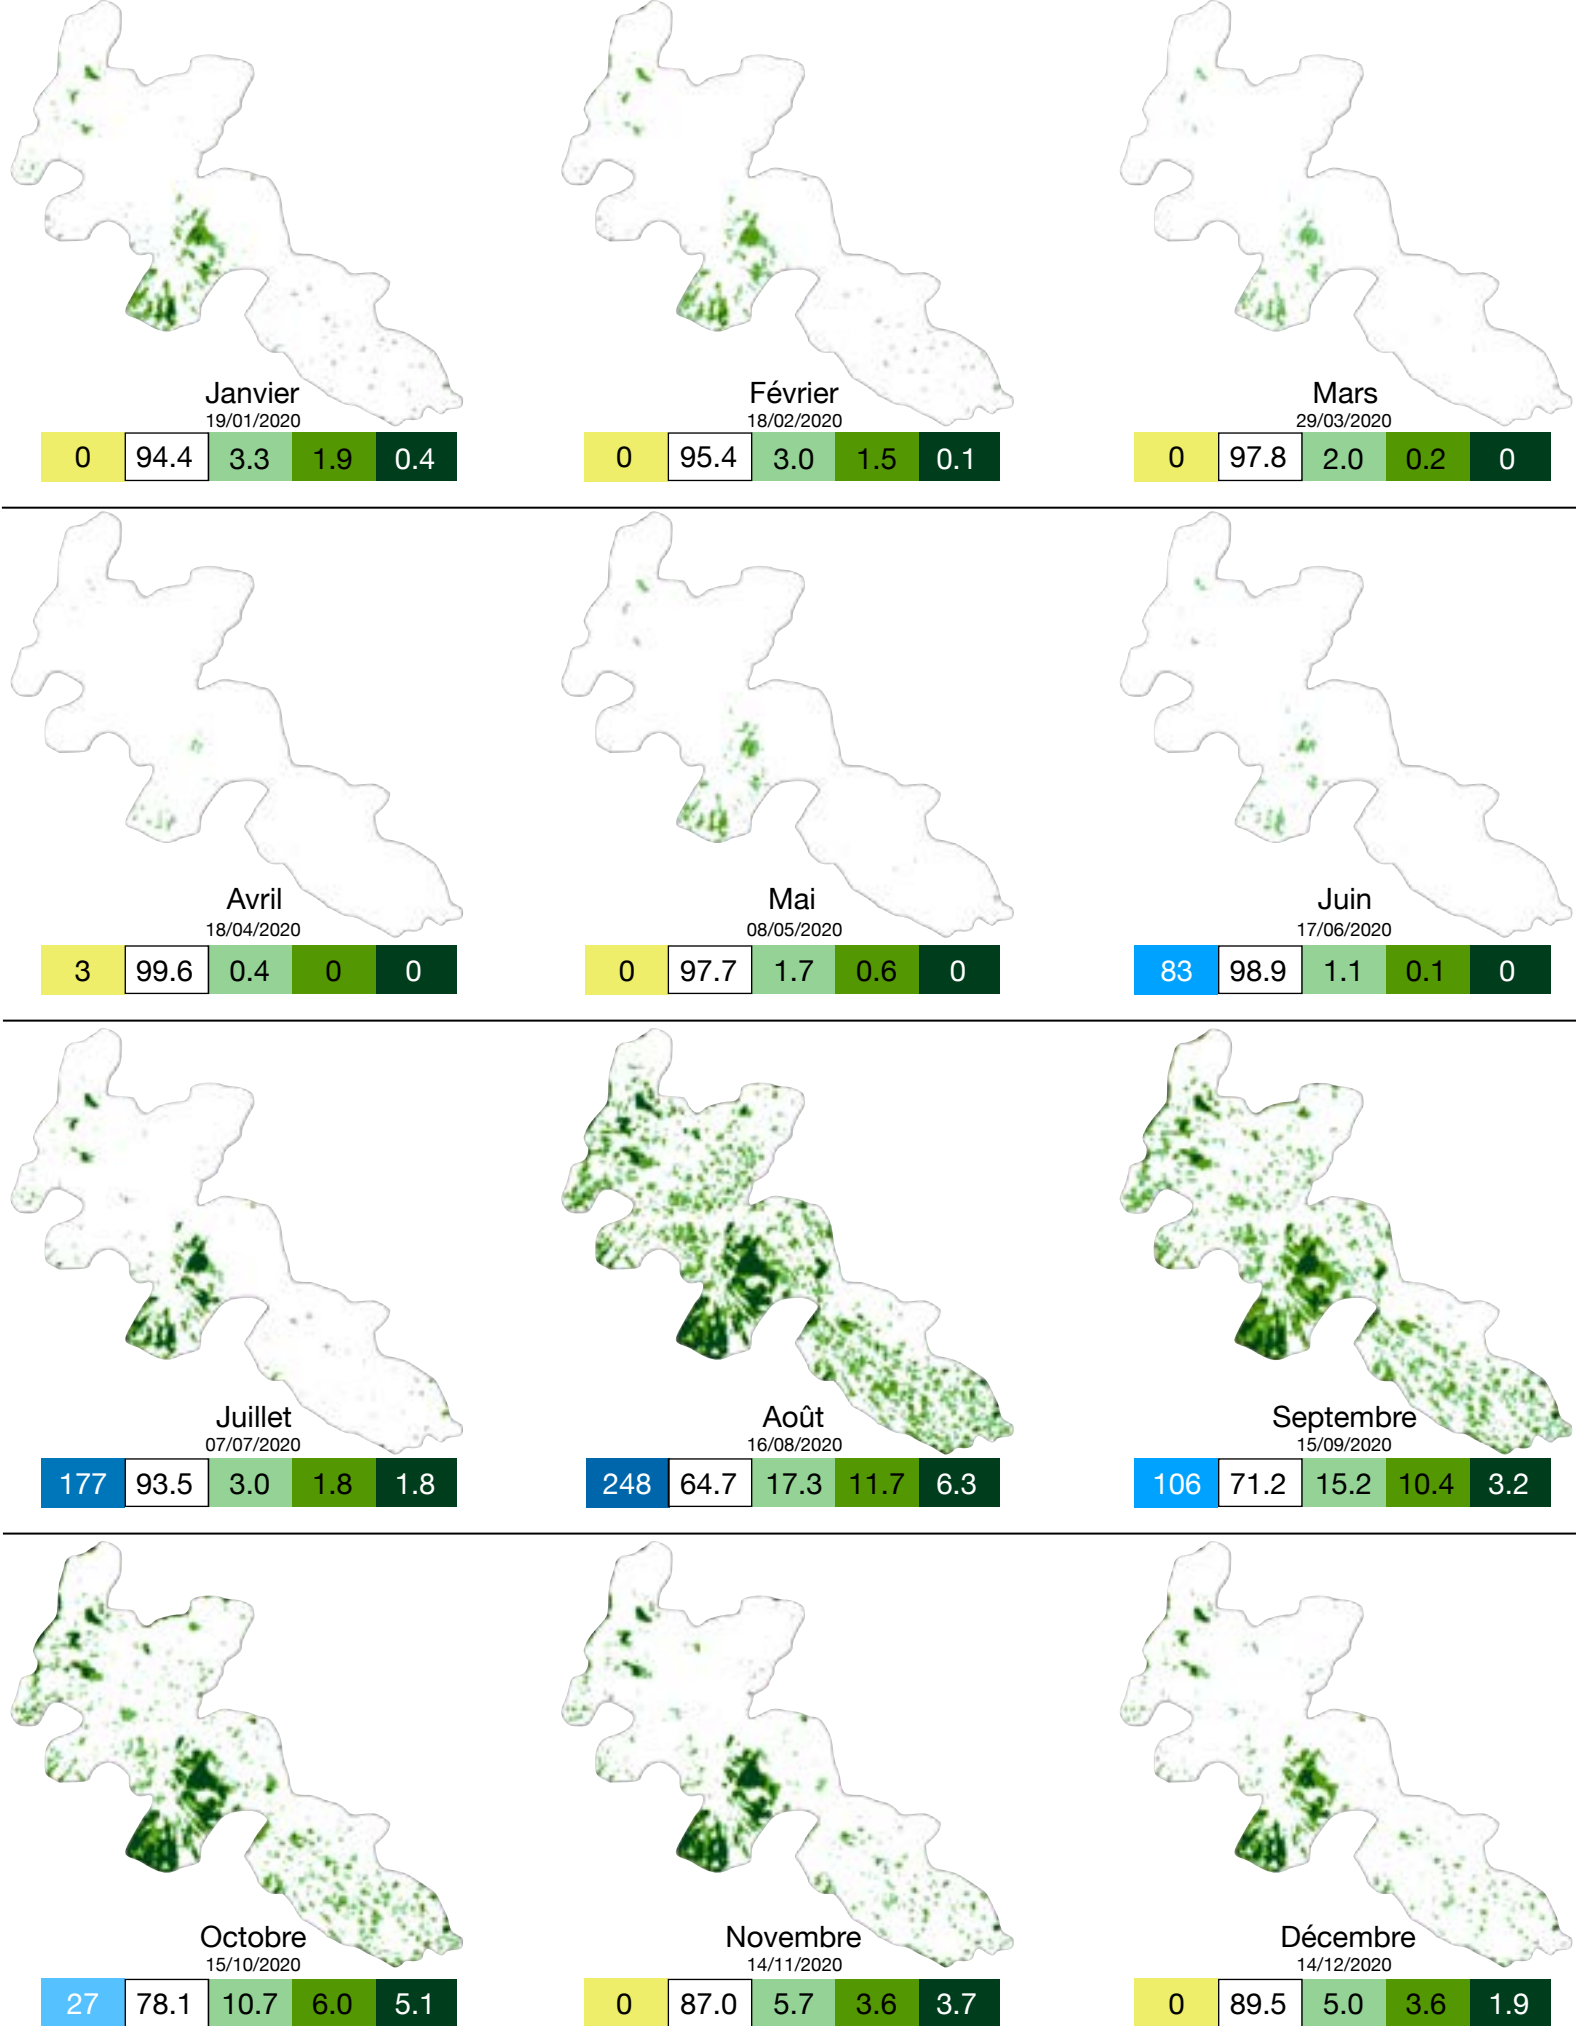 Janvier
19/01/2020
0 94.4 3.3 1.9 0.4
Février
18/02/2020
0 95.4 3.0 1.5 0.1
Mars
29/03/2020
0 97.8 2.0 0.2 0
Avril
18/04/2020
3 99.6 0.4 0 0
Mai
08/05/2020
0 97.7 1.7 0.6 0
Juin
17/06/2020
83 98.9 1.1 0.1 0
Juillet
07/07/2020
177 93.5 3.0 1.8 1.8
Août
16/08/2020
248 64.7 17.3 11.7 6.3
Septembre
15/09/2020
106 71.2 15.2 10.4 3.2
Octobre
15/10/2020
27 78.1 10.7 6.0 5.1
Novembre
14/11/2020
0 87.0 5.7 3.6 3.7
Décembre
14/12/2020
0 89.5 5.0 3.6 1.9